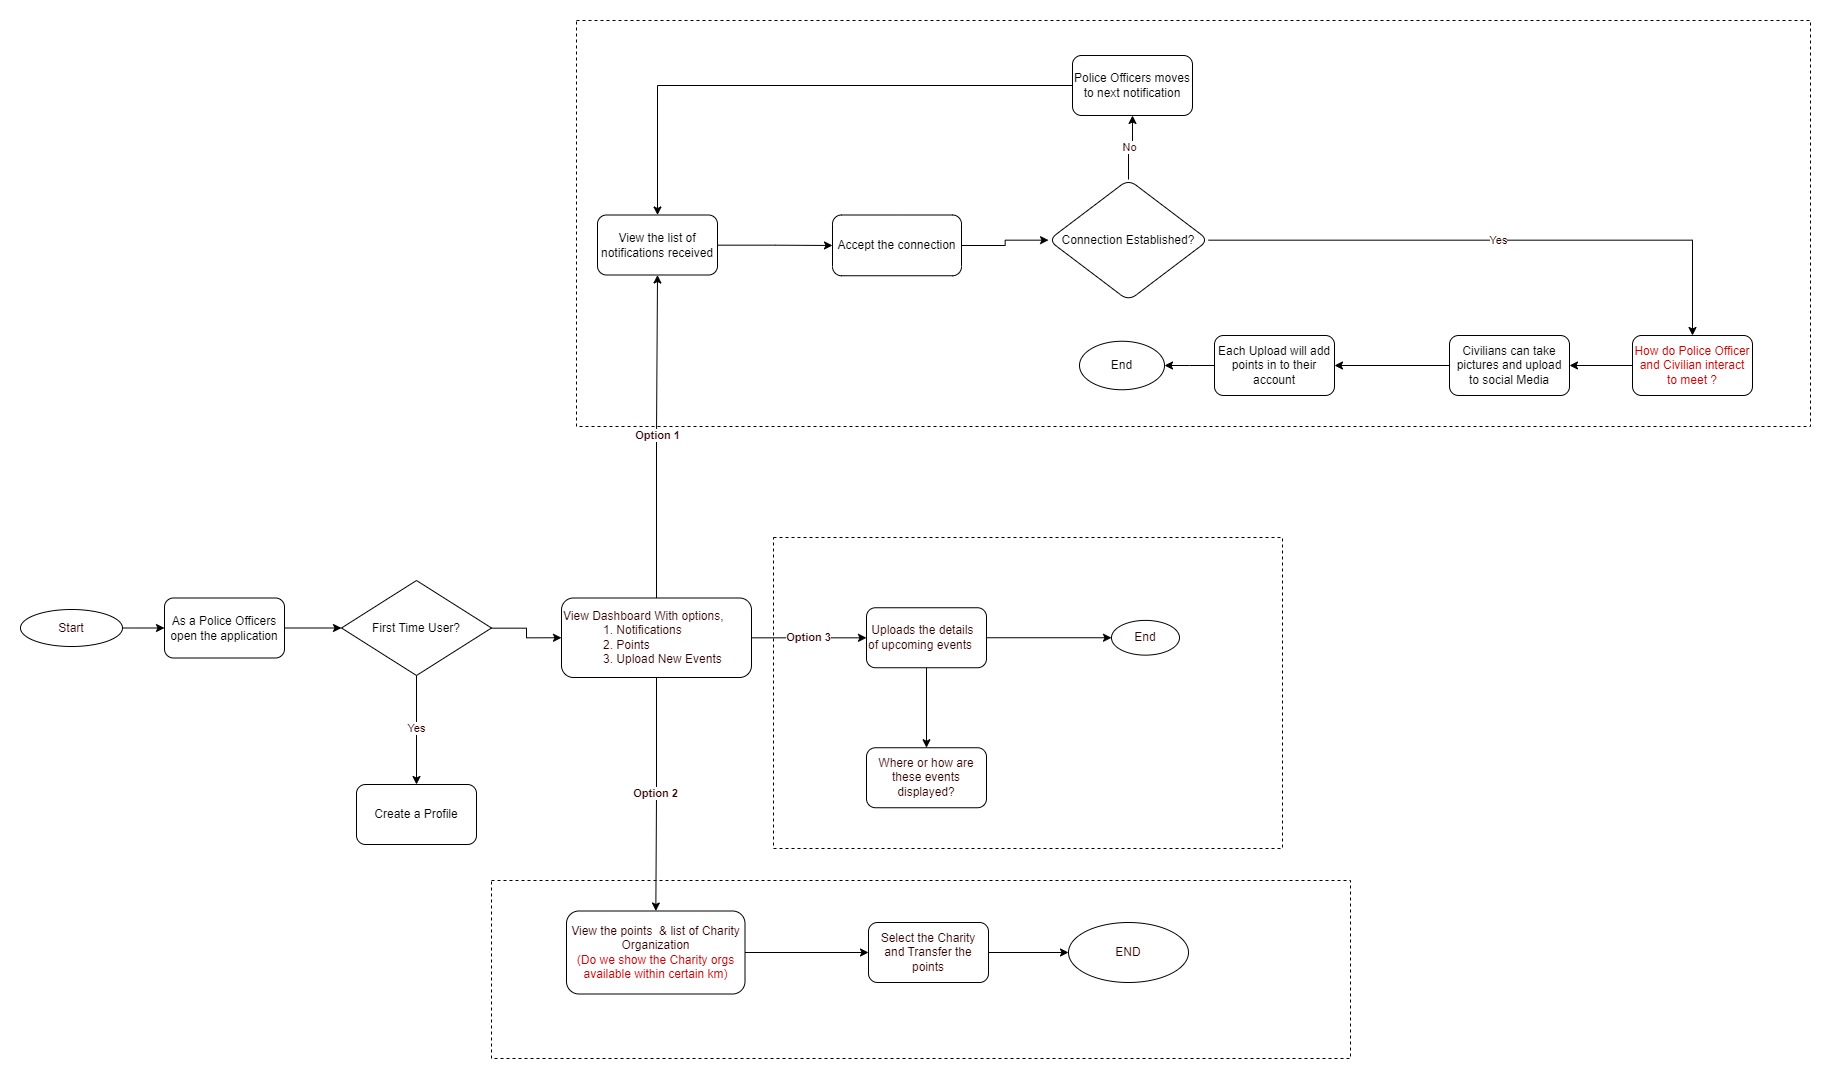 Police Officers moves
to next notification
No
View the list of
notifications received
Accept the connection
Connection Established?
Yes
End
Each Upload will add
points in to their
account
Civilians can take
pictures and upload
to social Media
How do Police Officer
and Civilian interact
to meet ?
Option 1
Start
As a Police Officers
open the application
First Time User?
View Dashboard With options,
1. Notifications
2. Points
3. Upload New Events
Option 3
Uploads the details
of upcoming events
End
Yes
Create a Profile
Where or how are
these events
displayed?
Option 2
View the points & list of Charity
Organization
(Do we show the Charity orgs
available within certain km)
Select the Charity
and Transfer the
points
END